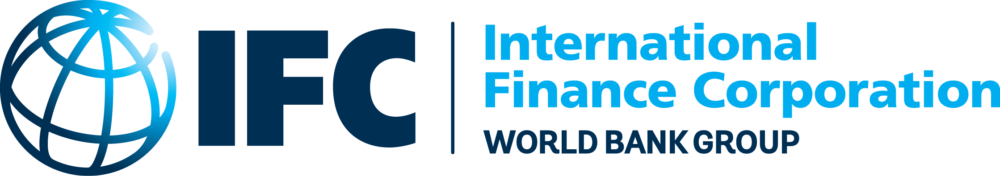 IFC
International
Finance Corporation
WORLD BANK GROUP